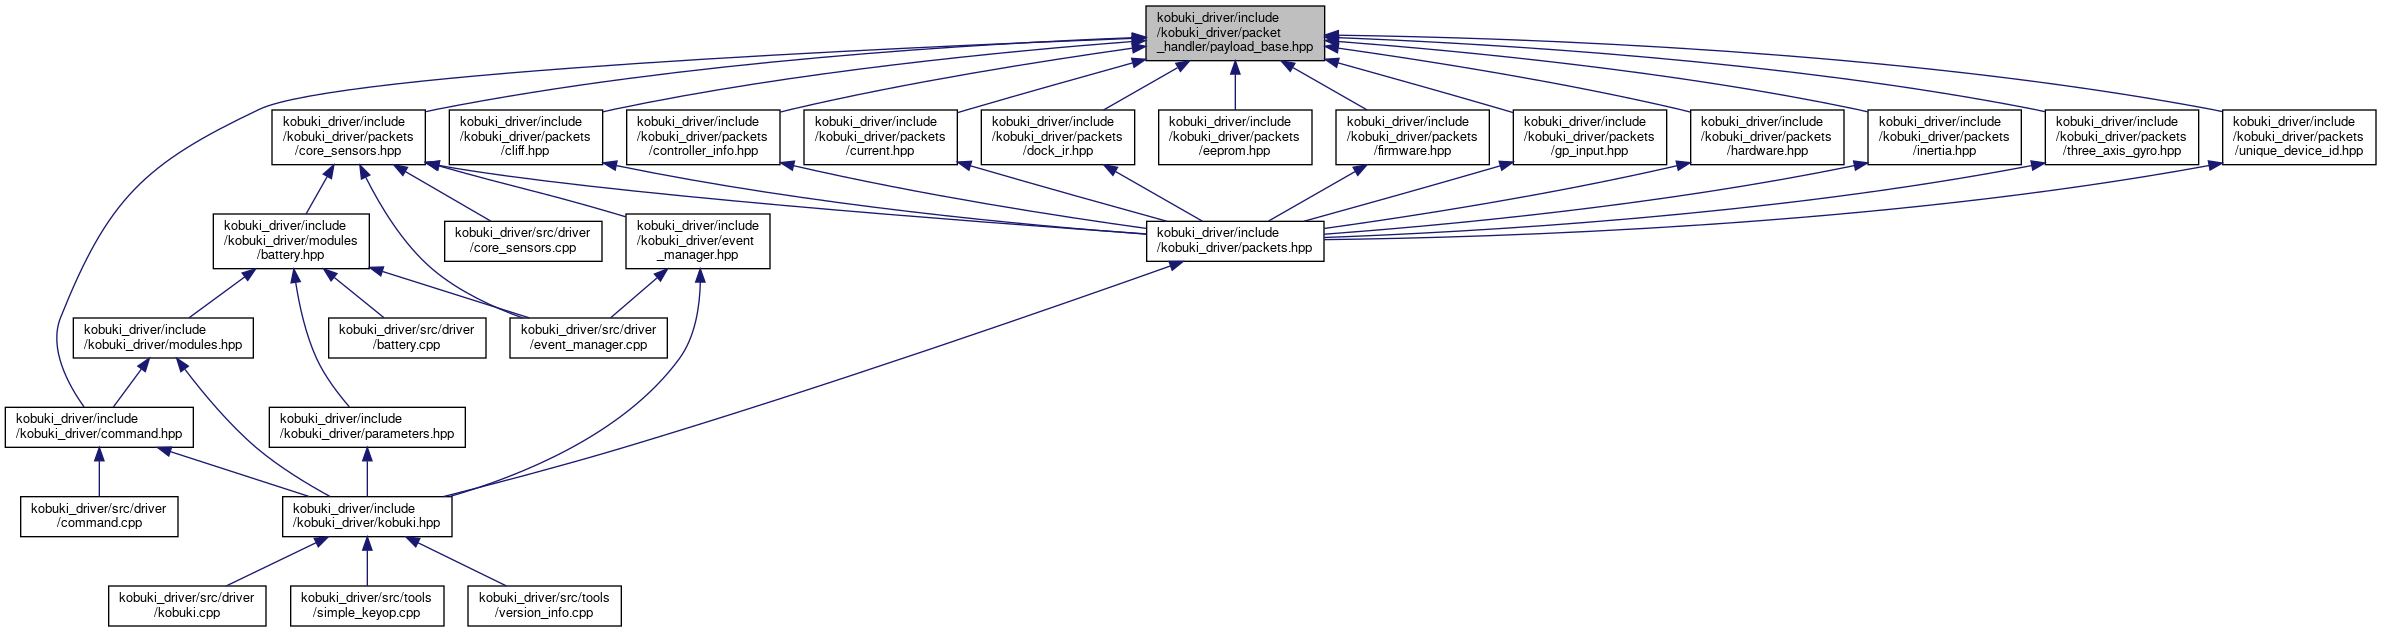 kobuki_driver/include
/kobuki_driver/packet
_handler/payload_base.hpp
kobuki_driver/include
/kobuki_driver/packets
/core_sensors.hpp
kobuki_driver/include
/kobuki_driver/packets
/cliff.hpp
kobuki_driver/include
/kobuki_driver/packets
/controller_info.hpp
kobuki_driver/include
/kobuki_driver/packets
/current.hpp
kobuki_driver/include
/kobuki_driver/packets
/dock_ir.hpp
kobuki_driver/include
/kobuki_driver/packets
/eeprom.hpp
kobuki_driver/include
/kobuki_driver/packets
/firmware.hpp
kobuki_driver/include
/kobuki_driver/packets
/gp_input.hpp
kobuki_driver/include
/kobuki_driver/packets
/hardware.hpp
kobuki_driver/include
/kobuki_driver/packets
/inertia.hpp
kobuki_driver/include
/kobuki_driver/packets
/three_axis_gyro.hpp
kobuki_driver/include
/kobuki_driver/packets
/unique_device_id.hpp
kobuki_driver/include
/kobuki_driver/modules
/battery.hpp
kobuki_driver/src/driver
/core_sensors.cpp
kobuki_driver/include
/kobuki_driver/event
_manager.hpp
kobuki_driver/include
/kobuki_driver/packets.hpp
kobuki_driver/include
/kobuki_driver/modules.hpp
kobuki_driver/src/driver
/battery.cpp
kobuki_driver/src/driver
/event_manager.cpp
kobuki_driver/include
/kobuki_driver/command.hpp
kobuki_driver/include
/kobuki_driver/parameters.hpp
kobuki_driver/src/driver
/command.cpp
kobuki_driver/include
/kobuki_driver/kobuki.hpp
kobuki_driver/src/driver
/kobuki.cpp
kobuki_driver/src/tools
/simple_keyop.cpp
kobuki_driver/src/tools
/version_info.cpp